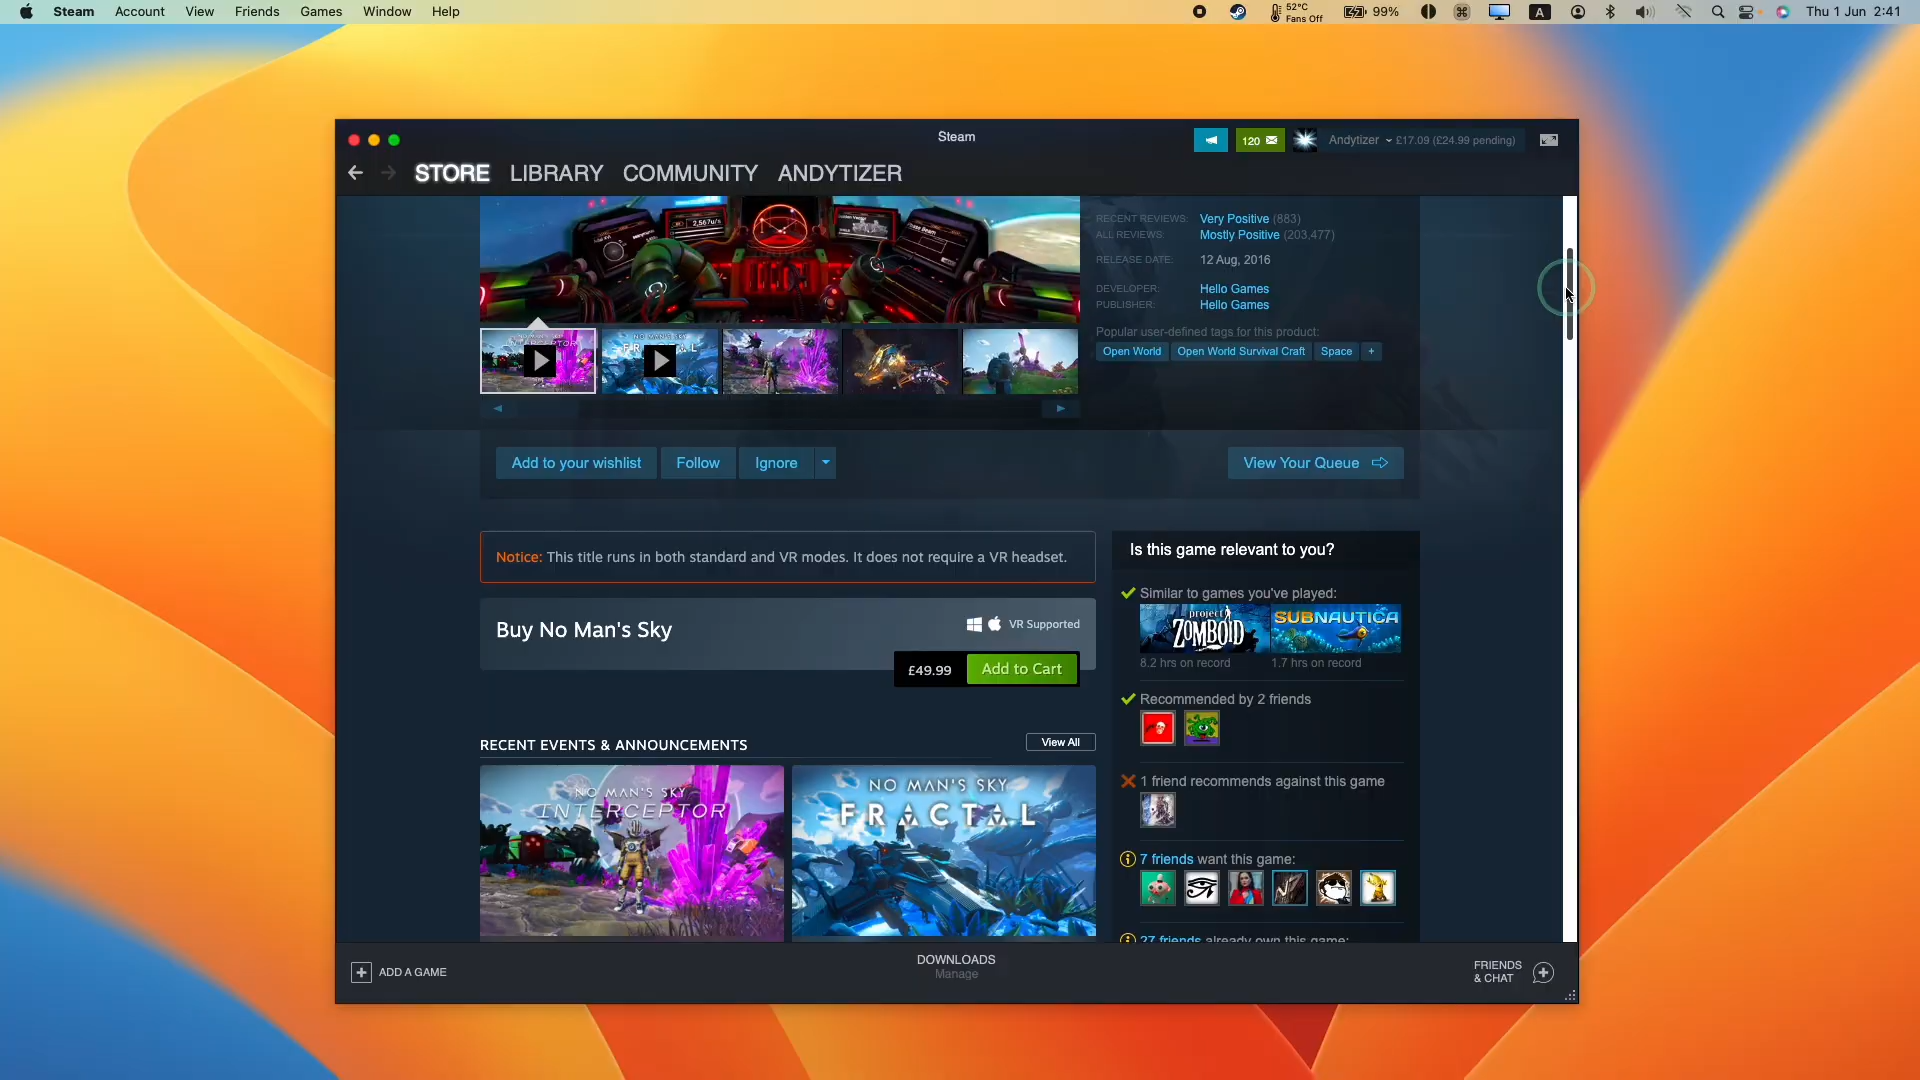 Steam Account View Friends Games Window Help
52°C
Fans Off
99%
A
Thu 1 Jun 2:41
Steam
120
Andytizer
£17.09 (£24.99 pending)
STORE LIBRARY COMMUNITY ANDYTIZER
2,567u/s
RECENT REVIEWS: Very Positive (883)
ALL REVIEWS: Mostly Positive (203,477)
RELEASE DATE: 12 Aug, 2016
DEVELOPER: Hello Games
PUBLISHER: Hello Games
Popular user-defined tags for this product:
Open World Open World Survival Craft Space +
Add to your wishlist Follow Ignore
View Your Queue
Notice: This title runs in both standard and VR modes. It does not require a VR headset.
Buy No Man's Sky
VR Supported
£49.99 Add to Cart
RECENT EVENTS & ANNOUNCEMENTS
View All
NO MAN'S SKY
INTERCEPTOR
NO MAN'S SKY
FRACTAL
Is this game relevant to you?
Similar to games you've played:
project
ZOMBOID
SUBNAUTICA
8.2 hrs on record 1.7 hrs on record
Recommended by 2 friends
1 friend recommends against this game
7 friends want this game:
27 friends already own this game:
ADD A GAME
DOWNLOADS
Manage
FRIENDS
& CHAT